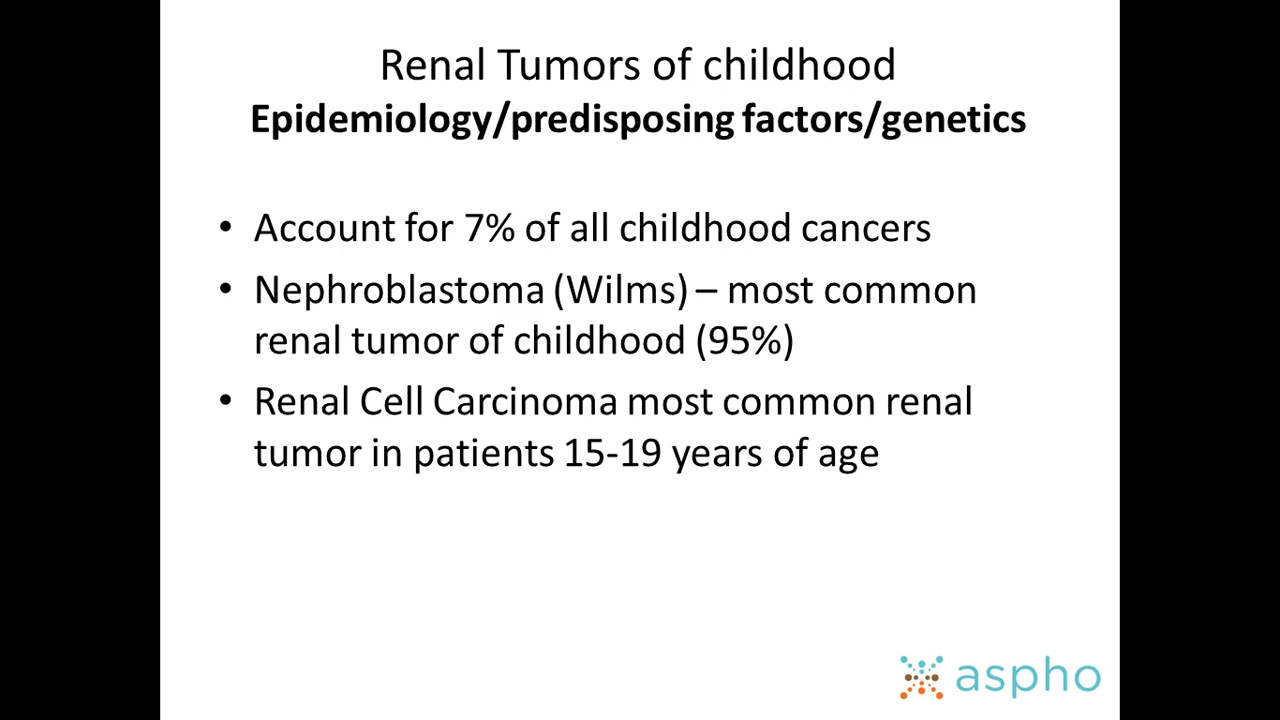 Renal Tumors of childhood
Epidemiology/predisposing factors/genetics
• Account for 7% of all childhood cancers
• Nephroblastoma (Wilms) – most common
renal tumor of childhood (95%)
• Renal Cell Carcinoma most common renal
tumor in patients 15-19 years of age
aspho